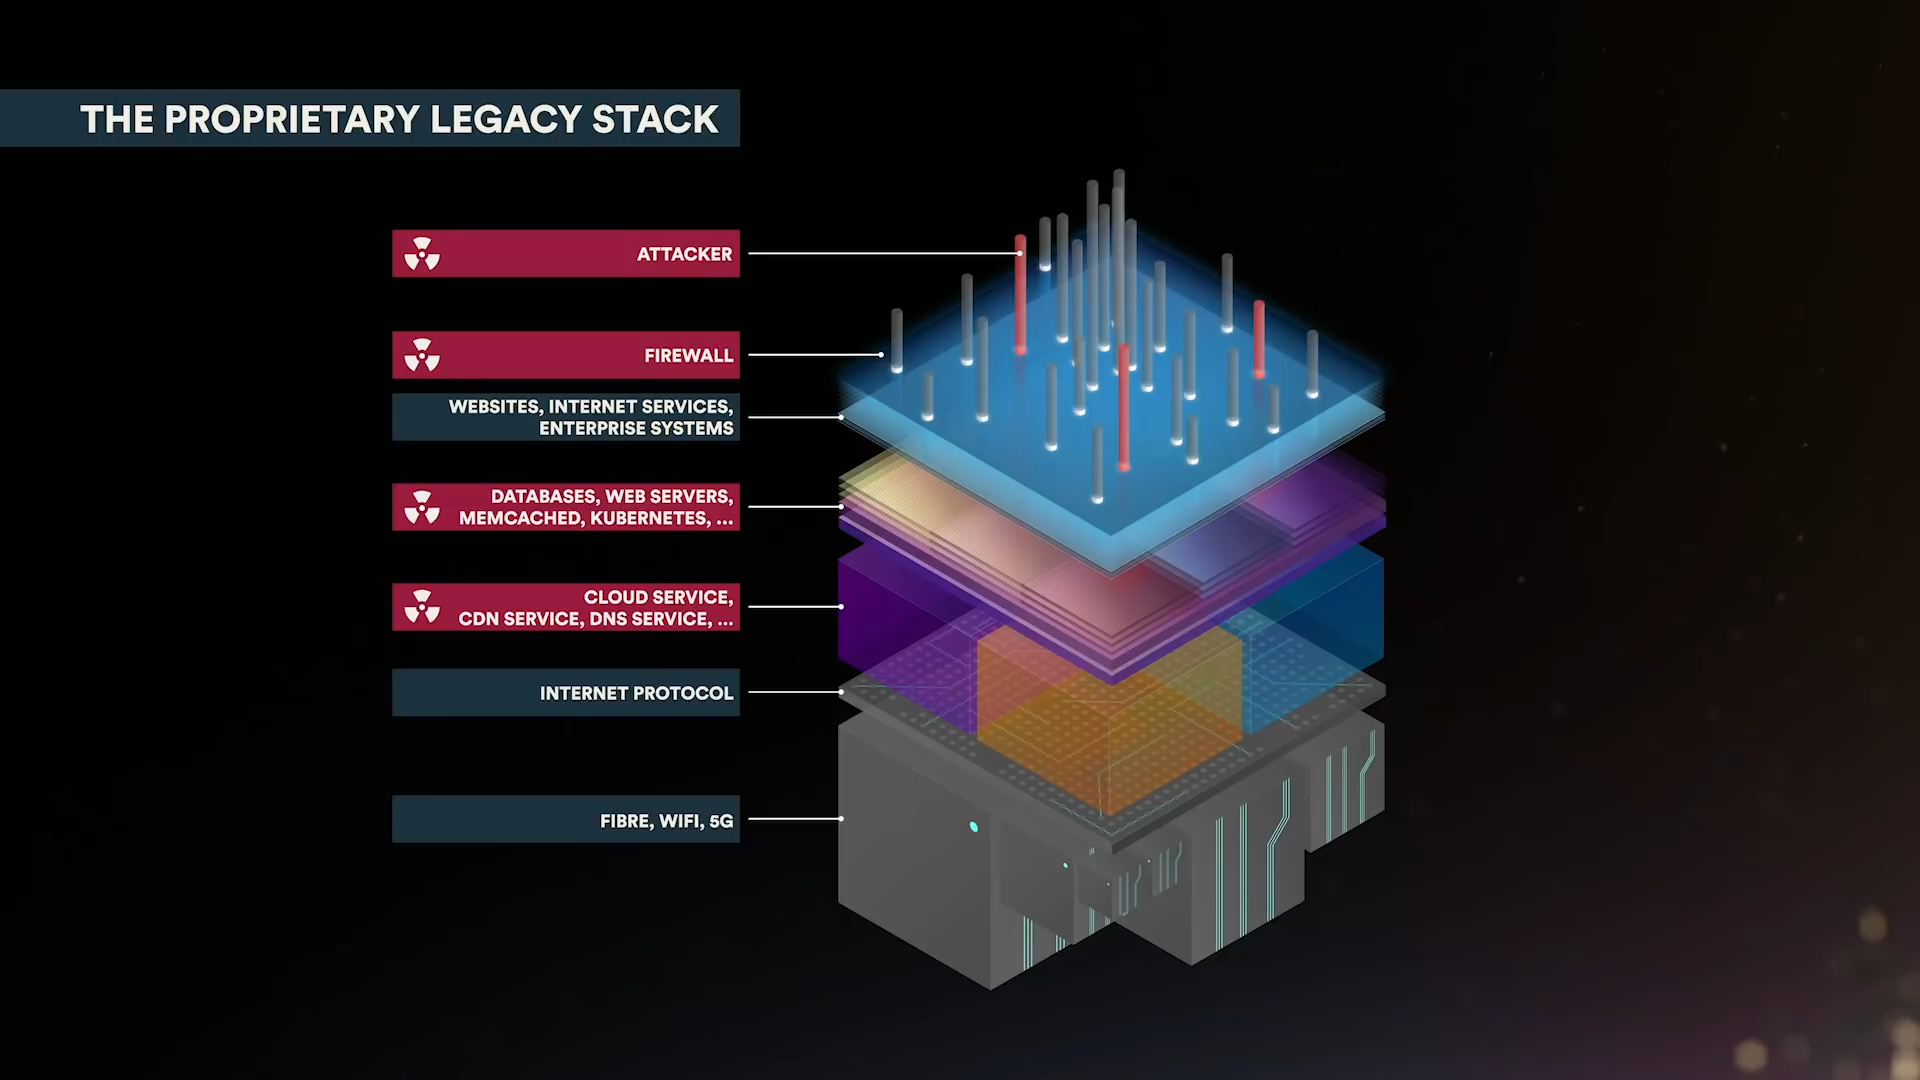 THE PROPRIETARY LEGACY STACK
ATTACKER
FIREWALL
WEBSITES, INTERNET SERVICES,
ENTERPRISE SYSTEMS
DATABASES, WEB SERVERS,
MEMCACHED, KUBERNETES, ...
CLOUD SERVICE,
CDN SERVICE, DNS SERVICE, ...
INTERNET PROTOCOL
FIBRE, WIFI, 5G